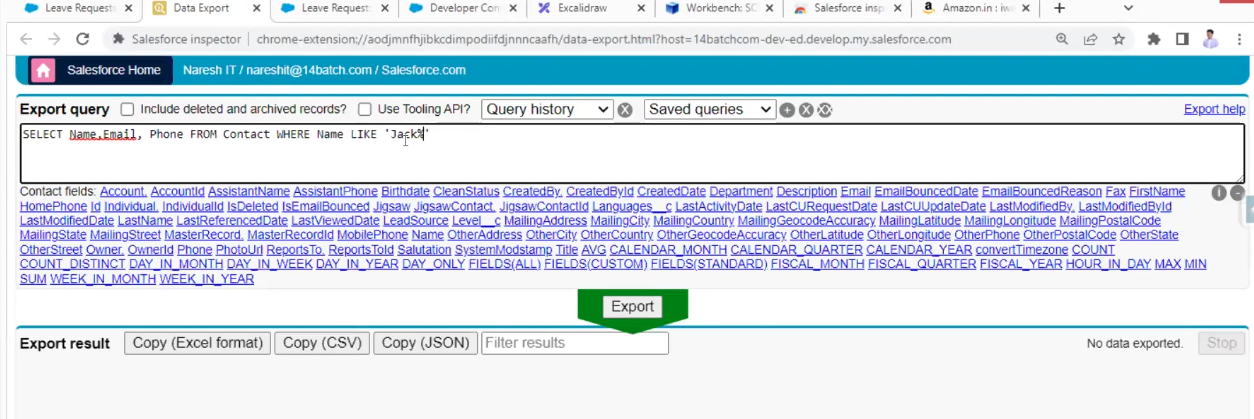 Leave Request: Data Export Leave Request: Developer Con Excalidraw Workbench: SO Salesforce insp Amazon.in : iwe
Salesforce inspector | chrome-extension://aodjmnfhjibkcdimpodiifdjnnncaafh/data-export.html?host=14batchcom-dev-ed.develop.my.salesforce.com
Salesforce Home Naresh IT / nareshit@14batch.com / Salesforce.com
Export query Include deleted and archived records? Use Tooling API? Query history Saved queries Export help
SELECT Name,Email, Phone FROM Contact WHERE Name LIKE 'Jack%'
Contact fields: Account. AccountId AssistantName AssistantPhone Birthdate CleanStatus CreatedBy. CreatedById CreatedDate Department Description Email EmailBouncedDate EmailBouncedReason Fax FirstName
HomePhone Id Individual. IndividualId IsDeleted IsEmailBounced Jigsaw JigsawContact. JigsawContactId Languages__c LastActivityDate LastCURequestDate LastCUUpdateDate LastModifiedBy. LastModifiedById
LastModifiedDate LastName LastReferencedDate LastViewedDate LeadSource Level__c MailingAddress MailingCity MailingCountry MailingGeocodeAccuracy MailingLatitude MailingLongitude MailingPostalCode
MailingState MailingStreet MasterRecord. MasterRecordId MobilePhone Name OtherAddress OtherCity OtherCountry OtherGeocodeAccuracy OtherLatitude OtherLongitude OtherPhone OtherPostalCode OtherState
OtherStreet Owner. OwnerId Phone PhotoUrl ReportsTo. ReportsToId Salutation SystemModstamp Title AVG CALENDAR_MONTH CALENDAR_QUARTER CALENDAR_YEAR convertTimezone COUNT
COUNT_DISTINCT DAY_IN_MONTH DAY_IN_WEEK DAY_IN_YEAR DAY_ONLY FIELDS(ALL) FIELDS(CUSTOM) FIELDS(STANDARD) FISCAL_MONTH FISCAL_QUARTER FISCAL_YEAR HOUR_IN_DAY MAX MIN
SUM WEEK_IN_MONTH WEEK_IN_YEAR
Export
Export result Copy (Excel format) Copy (CSV) Copy (JSON) Filter results No data exported. Stop